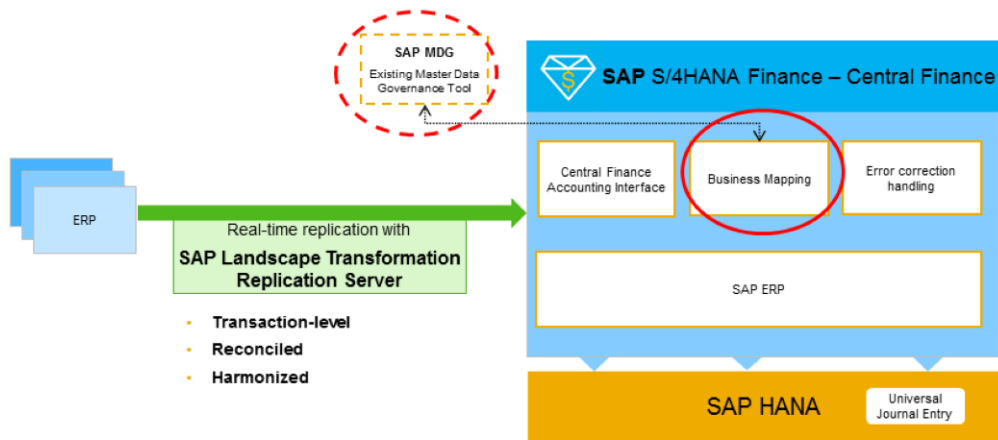 SAP MDG
Existing Master Data
Governance Tool
SAP S/4HANA Finance – Central Finance
Central Finance
Accounting Interface
Business Mapping
Error correction
handling
ERP
Real-time replication with
SAP Landscape Transformation
Replication Server
SAP ERP
• Transaction-level
• Reconciled
• Harmonized
SAP HANA
Universal
Journal Entry